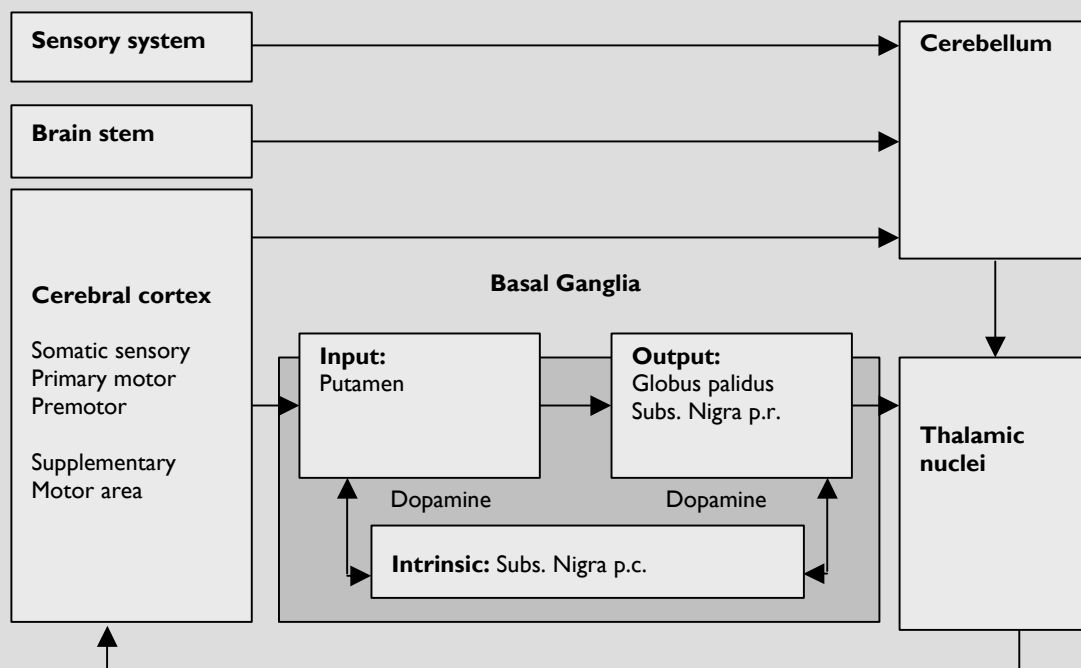 Sensory system
Cerebellum
Brain stem
Cerebral cortex
Somatic sensory
Primary motor
Premotor
Supplementary
Motor area
Basal Ganglia
Input:
Putamen
Output:
Globus palidus
Subs. Nigra p.r.
Dopamine
Dopamine
Intrinsic: Subs. Nigra p.c.
Thalamic
nuclei